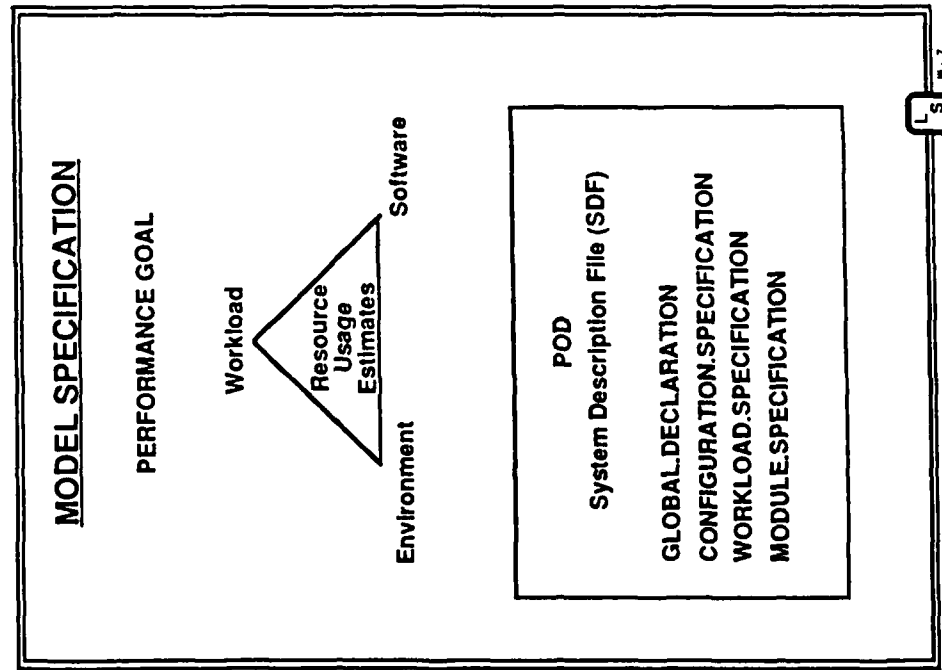 MODEL SPECIFICATION
PERFORMANCE GOAL
Workload
Resource
Usage
Estimates
Environment
Software
POD
System Description File (SDF)
GLOBAL.DECLARATION
CONFIGURATION.SPECIFICATION
WORKLOAD.SPECIFICATION
MODULE.SPECIFICATION
L
S